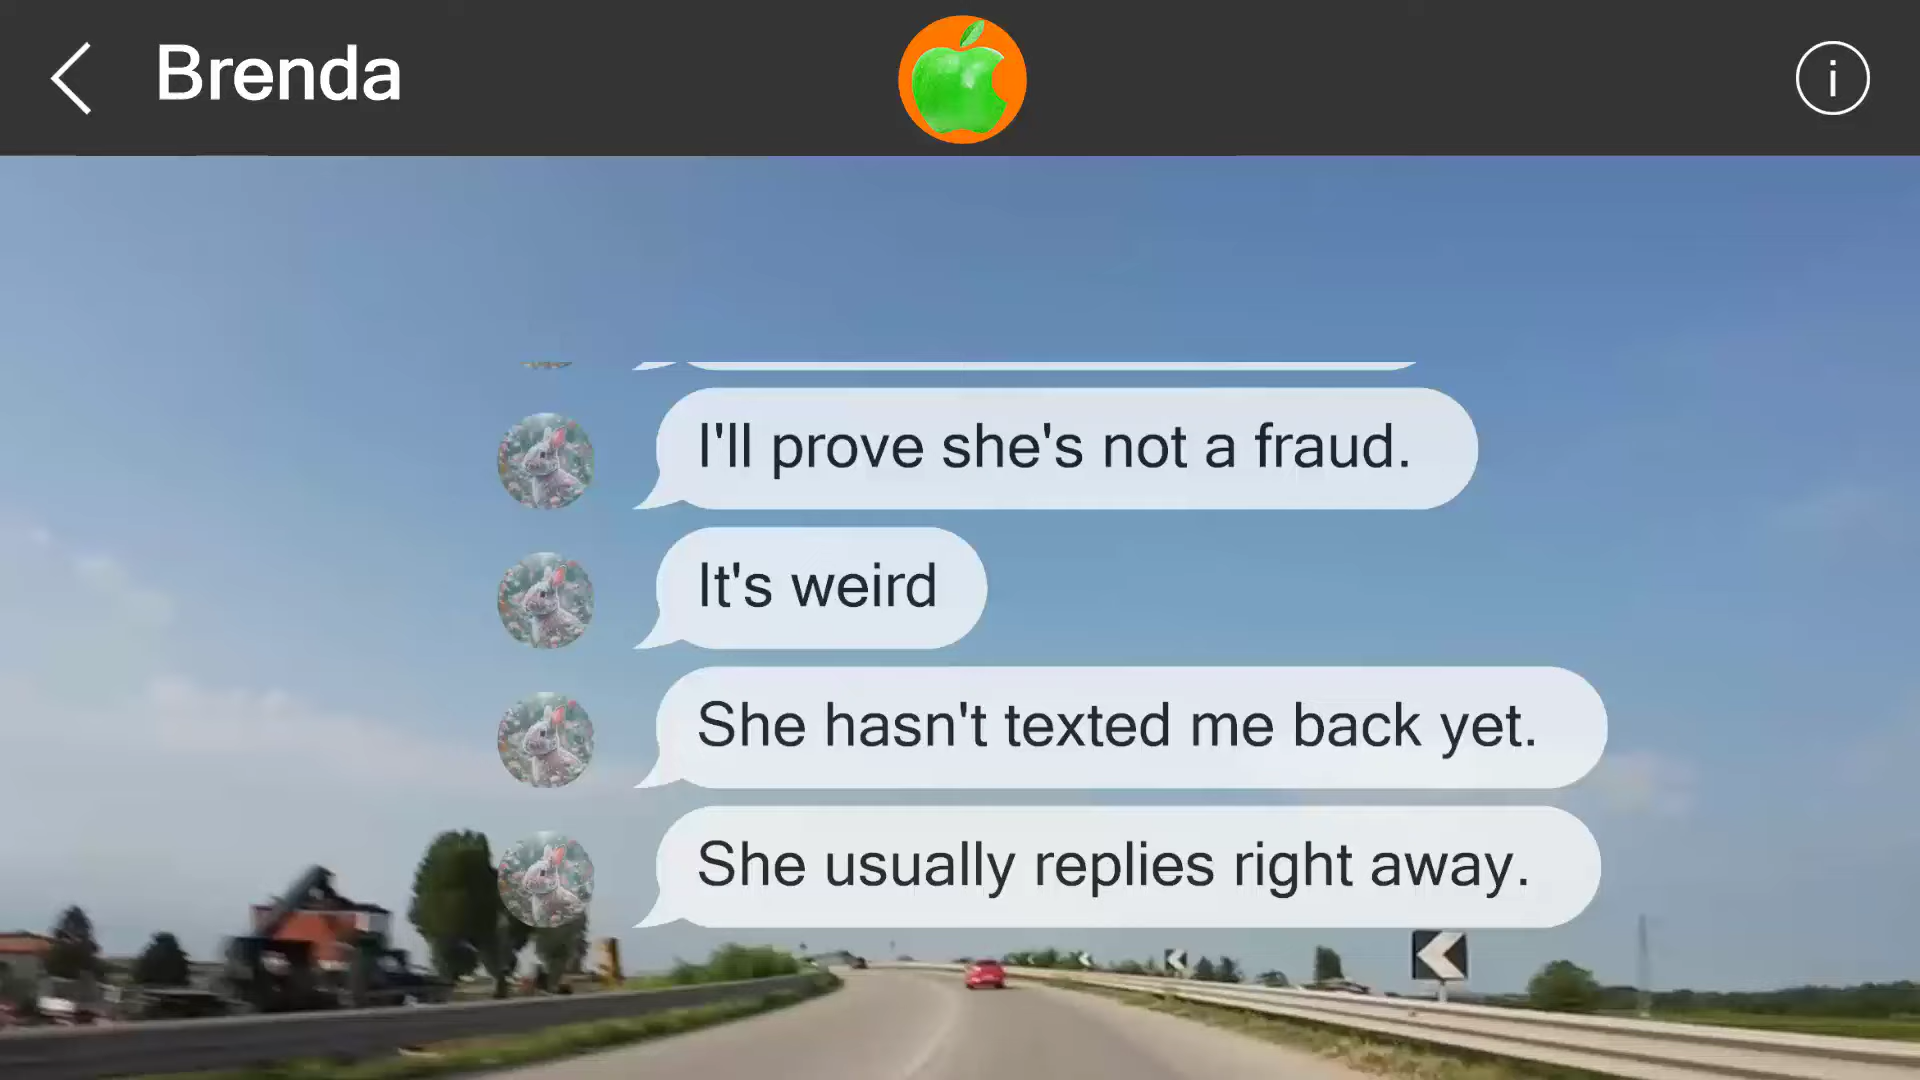 Brenda
i
I'll prove she's not a fraud.
It's weird
She hasn't texted me back yet.
She usually replies right away.